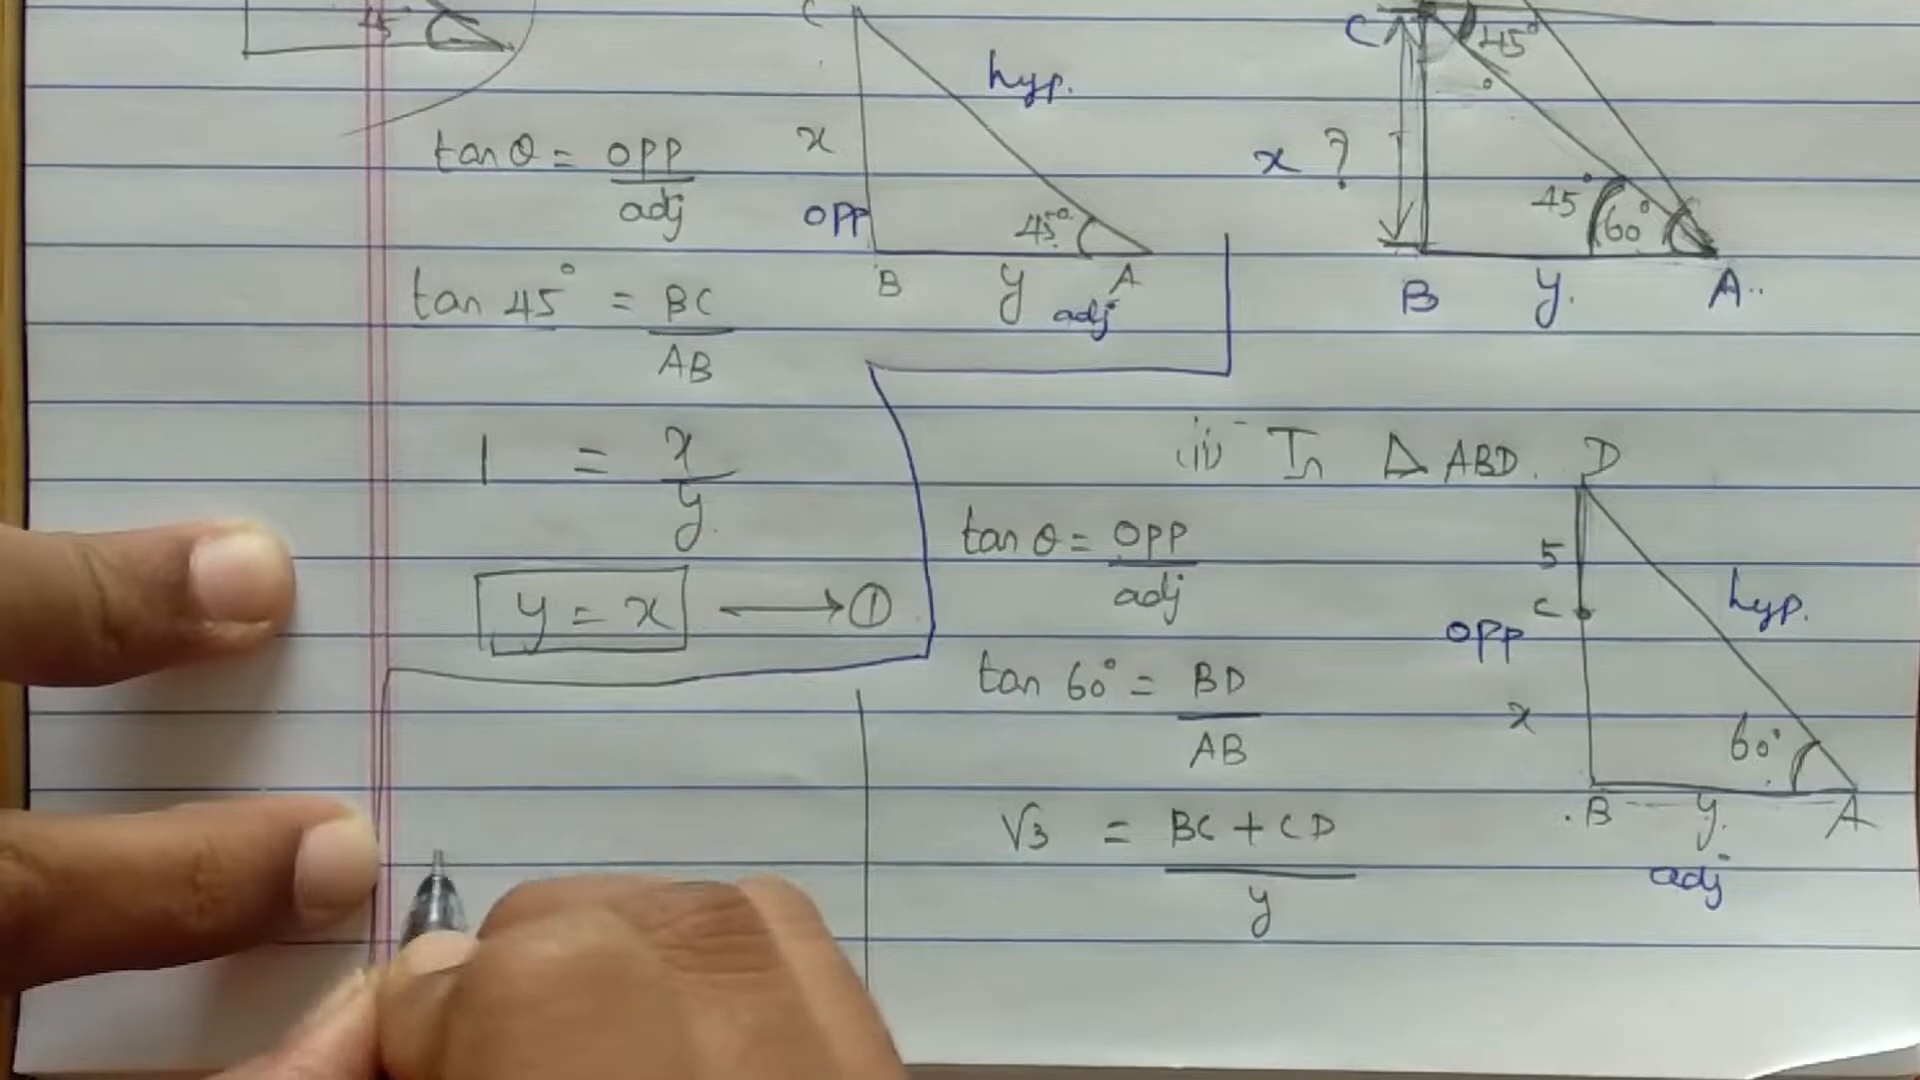 45°
C
hyp.
tan θ = opp
adj
x
opp
45°
B
y
A
adj
C
45°
x ?
45°
60°
B
y.
A..
tan 45° = BC
AB
1 = x
y.
y = x → ①
(ii) In Δ ABD.
D
tan θ = opp
adj
5
C
opp
hyp.
x
60°
.B
y.
A
adj
tan 60° = BD
AB
√3 = BC + CD
y